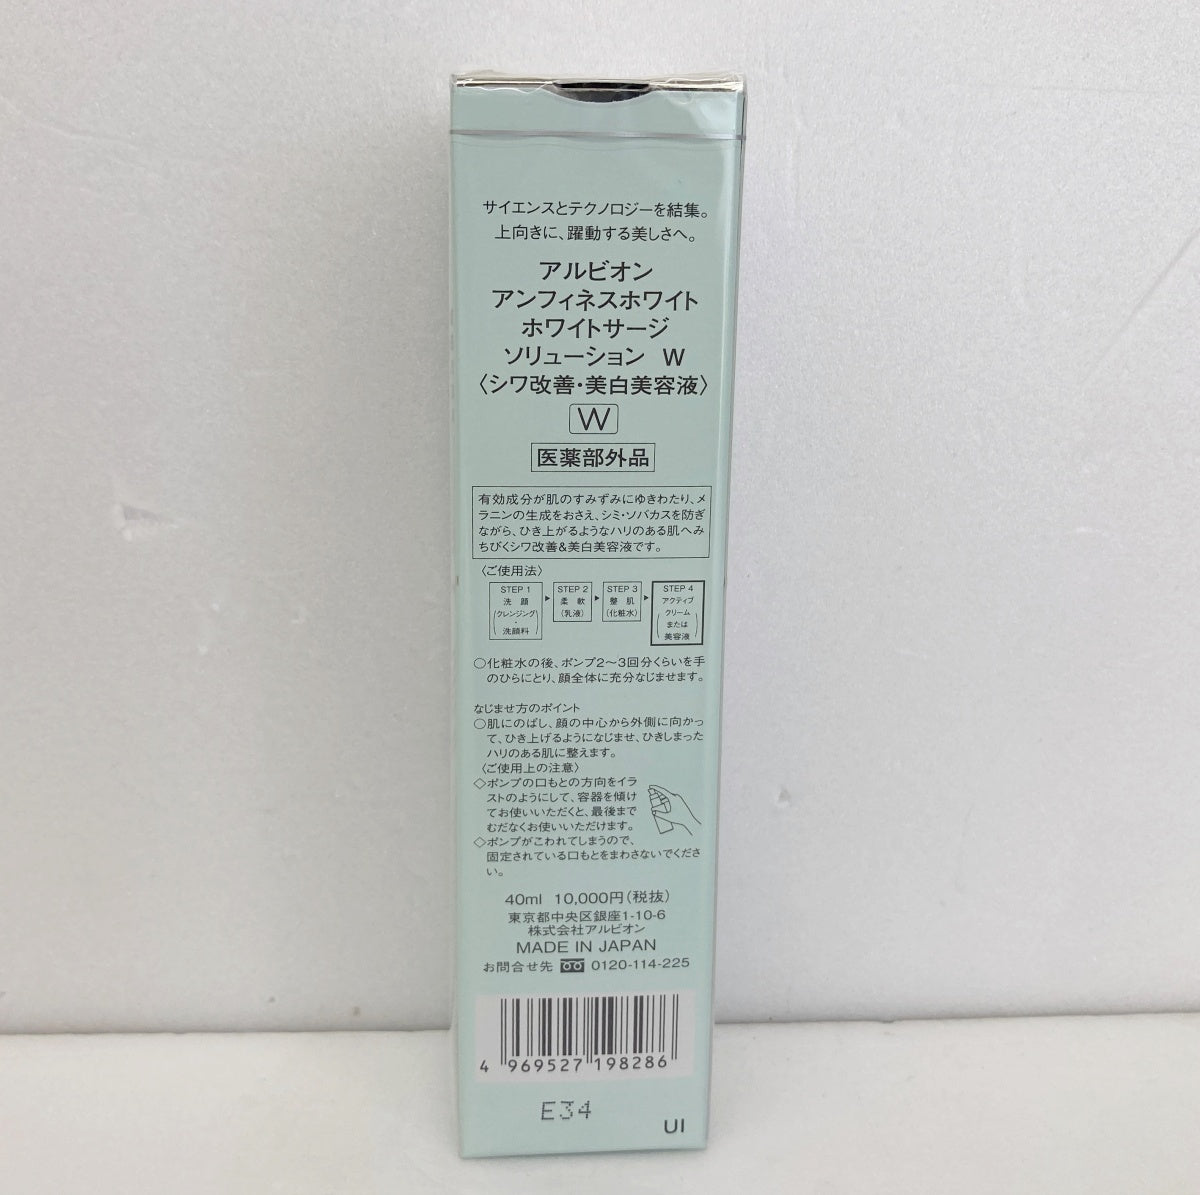 サイエンスとテクノロジーを結集。
上向きに、躍動する美しさへ。
アルビオン
アンフィネスホワイト
ホワイトサージ
ソリューション W
〈シワ改善・美白美容液〉
W
医薬部外品
有効成分が肌のすみずみにゆきわたり、メ
ラニンの生成をおさえ、シミ・ソバカスを防ぎ
ながら、ひき上がるようなハリのある肌へみ
ちびくシワ改善&美白美容液です。
〈ご使用法〉
STEP 1
洗顔
(クレンジング・洗顔料)
STEP 2
柔軟
(乳液)
STEP 3
整肌
(化粧水)
STEP 4
アクティブ
(クリームまたは美容液)
○化粧水の後、ポンプ2〜3回分くらいを手
のひらにとり、顔全体に充分なじませます。
なじませ方のポイント
○肌にのばし、顔の中心から外側に向かっ
て、ひき上げるようになじませ、ひきしまった
ハリのある肌に整えます。
〈ご使用上の注意〉
◇ポンプの口もとの方向をイラ
ストのようにして、容器を傾け
てお使いいただくと、最後まで
むだなくお使いいただけます。
◇ポンプがこわれてしまうので、
固定されている口もとをまわさないでくださ
い。
40ml 10,000円(税抜)
東京都中央区銀座1-10-6
株式会社アルビオン
MADE IN JAPAN
お問合せ先 0120-114-225
4 969527 198286
E34
UI